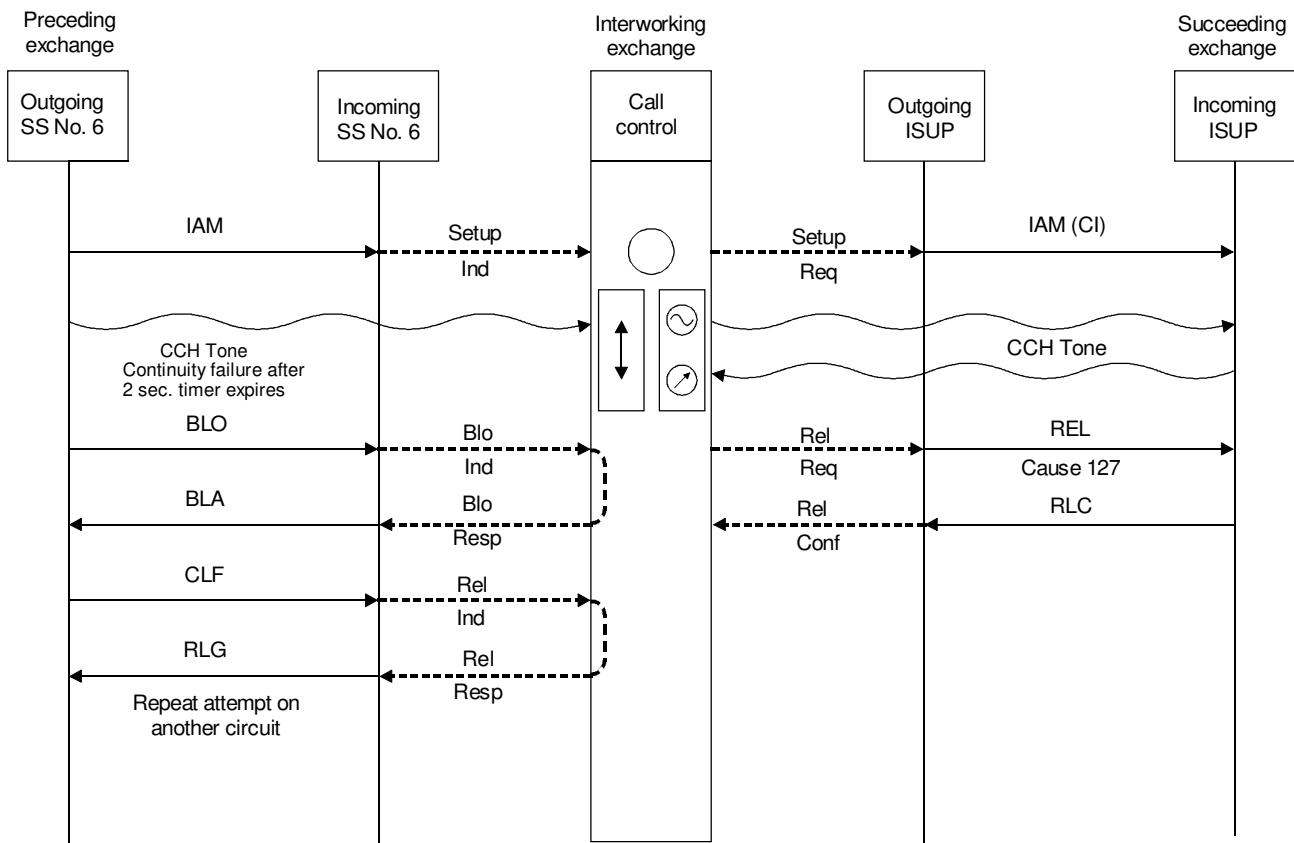 Preceding
exchange
Interworking
exchange
Succeeding
exchange
Outgoing
SS No. 6
Incoming
SS No. 6
Call
control
Outgoing
ISUP
Incoming
ISUP
IAM
Setup
Ind
Setup
Req
IAM (CI)
CCH Tone
Continuity failure after
2 sec. timer expires
CCH Tone
BLO
Blo
Ind
Rel
Req
REL
Cause 127
BLA
Blo
Resp
Rel
Conf
RLC
CLF
Rel
Ind
RLG
Rel
Resp
Repeat attempt on
another circuit